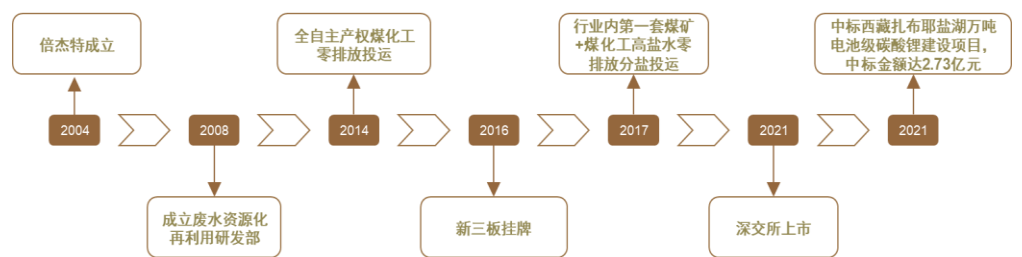 倍杰特成立
全自主产权煤化工
零排放投运
行业内第一套煤矿
+煤化工高盐水零
排放分盐投运
中标西藏扎布耶盐湖万吨
电池级碳酸锂建设项目，
中标金额达2.73亿元
2004
2008
2014
2016
2017
2021
2021
成立废水资源化
再利用研发部
新三板挂牌
深交所上市